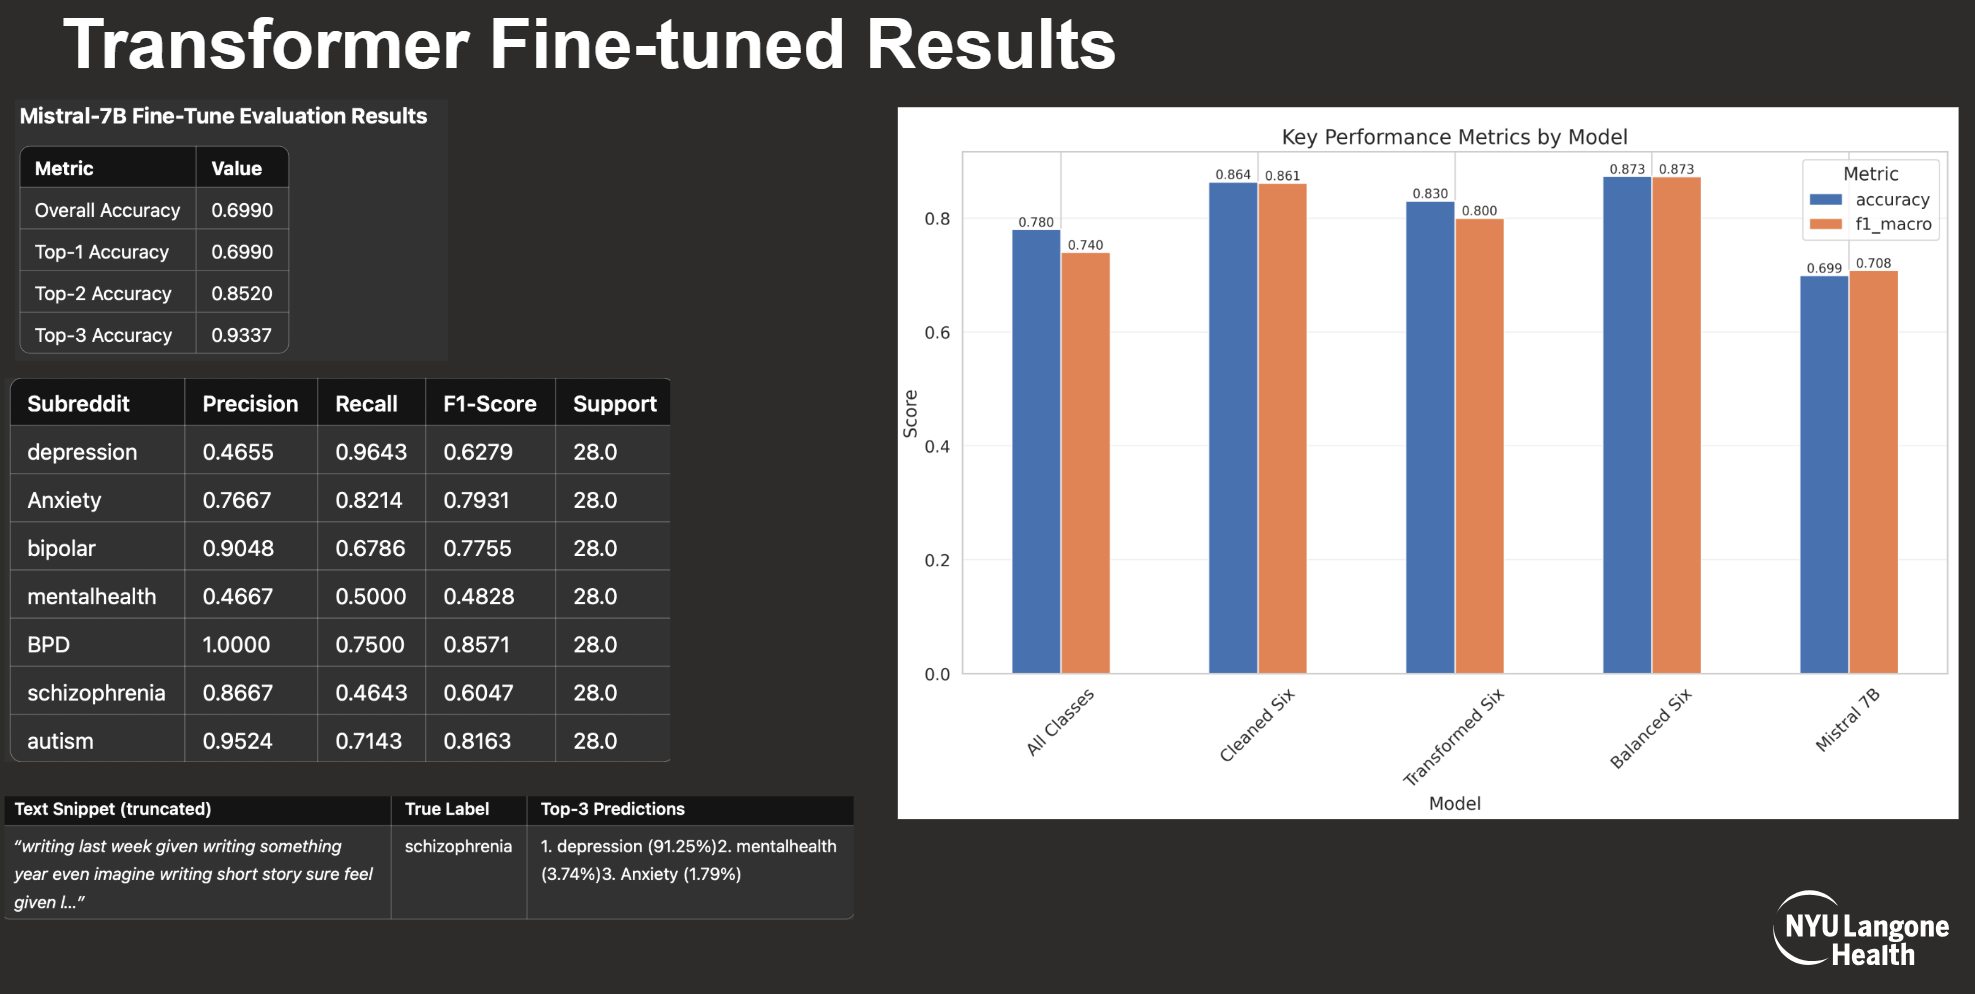 Transformer Fine-tuned Results
Mistral-7B Fine-Tune Evaluation Results
Metric Value
Overall Accuracy 0.6990
Top-1 Accuracy 0.6990
Top-2 Accuracy 0.8520
Top-3 Accuracy 0.9337
Subreddit Precision Recall F1-Score Support
depression 0.4655 0.9643 0.6279 28.0
Anxiety 0.7667 0.8214 0.7931 28.0
bipolar 0.9048 0.6786 0.7755 28.0
mentalhealth 0.4667 0.5000 0.4828 28.0
BPD 1.0000 0.7500 0.8571 28.0
schizophrenia 0.8667 0.4643 0.6047 28.0
autism 0.9524 0.7143 0.8163 28.0
Text Snippet (truncated) True Label Top-3 Predictions
“writing last week given writing something schizophrenia 1. depression (91.25%)2. mentalhealth
year even imagine writing short story sure feel (3.74%)3. Anxiety (1.79%)
given l...”
Key Performance Metrics by Model
Metric
accuracy
f1_macro
0.780 0.740 0.864 0.861 0.830 0.800 0.873 0.873 0.699 0.708
Score
0.8
0.6
0.4
0.2
0.0
All Classes Cleaned Six Transformed Six Balanced Six Mistral 7B
Model
NYU Langone
Health